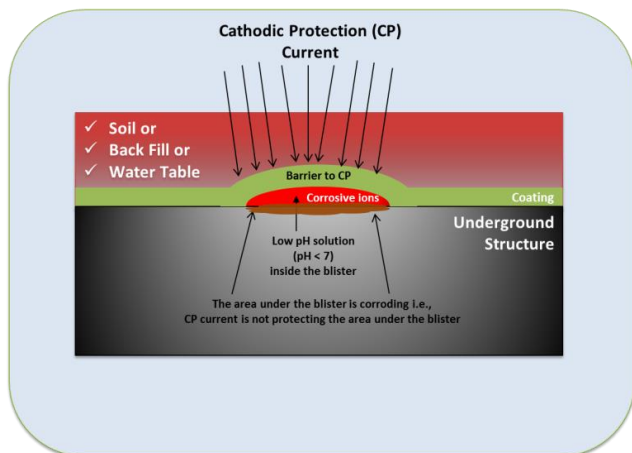 Cathodic Protection (CP)
Current
✓ Soil or
✓ Back Fill or
✓ Water Table
Barrier to CP
Corrosive ions
Coating
Underground
Structure
Low pH solution
(pH < 7)
inside the blister
The area under the blister is corroding i.e.,
CP current is not protecting the area under the blister